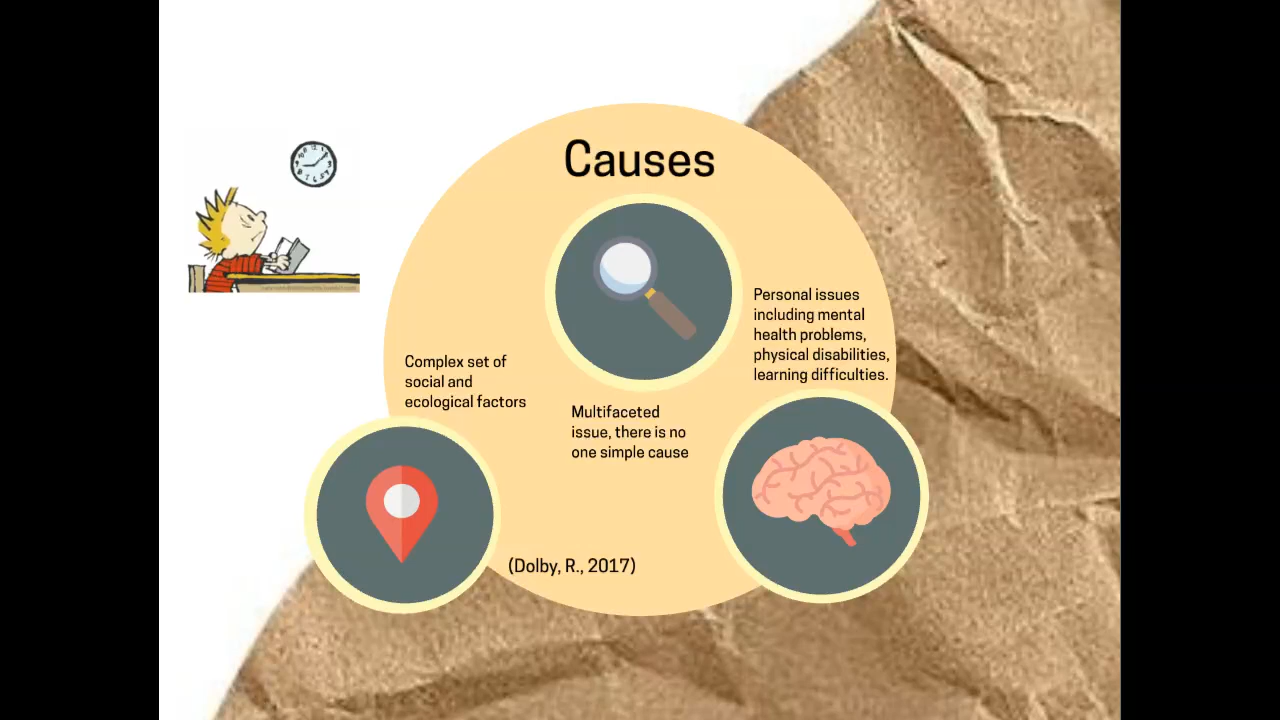 Causes
Complex set of
social and
ecological factors
Multifaceted
issue, there is no
one simple cause
Personal issues
including mental
health problems,
physical disabilities,
learning difficulties.
(Dolby, R., 2017)